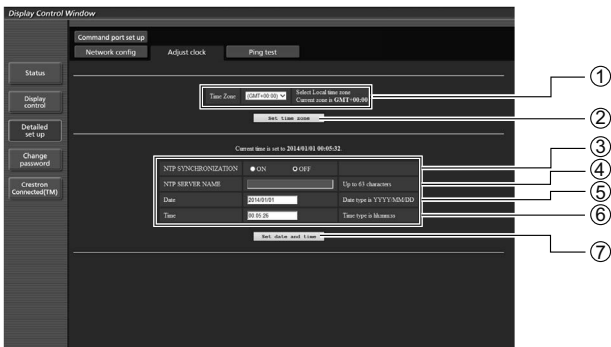 Display Control Window
Command port set up
Network config Adjust clock Ping test
Status
Display control
Detailed set up
Change password
Crestron Connected(TM)
Time Zone (GMT+00:00) Select Local time zone
Current zone is GMT+00:00
Set time zone
Current time is set to 2014/01/01 00:05:32.
NTP SYNCHRONIZATION ON OFF
NTP SERVER NAME Up to 63 characters
Date 2014/01/01 Date type is YYYY/MM/DD
Time 00:05:26 Time type is hh:mm:ss
Set date and time
1
2
3
4
5
6
7